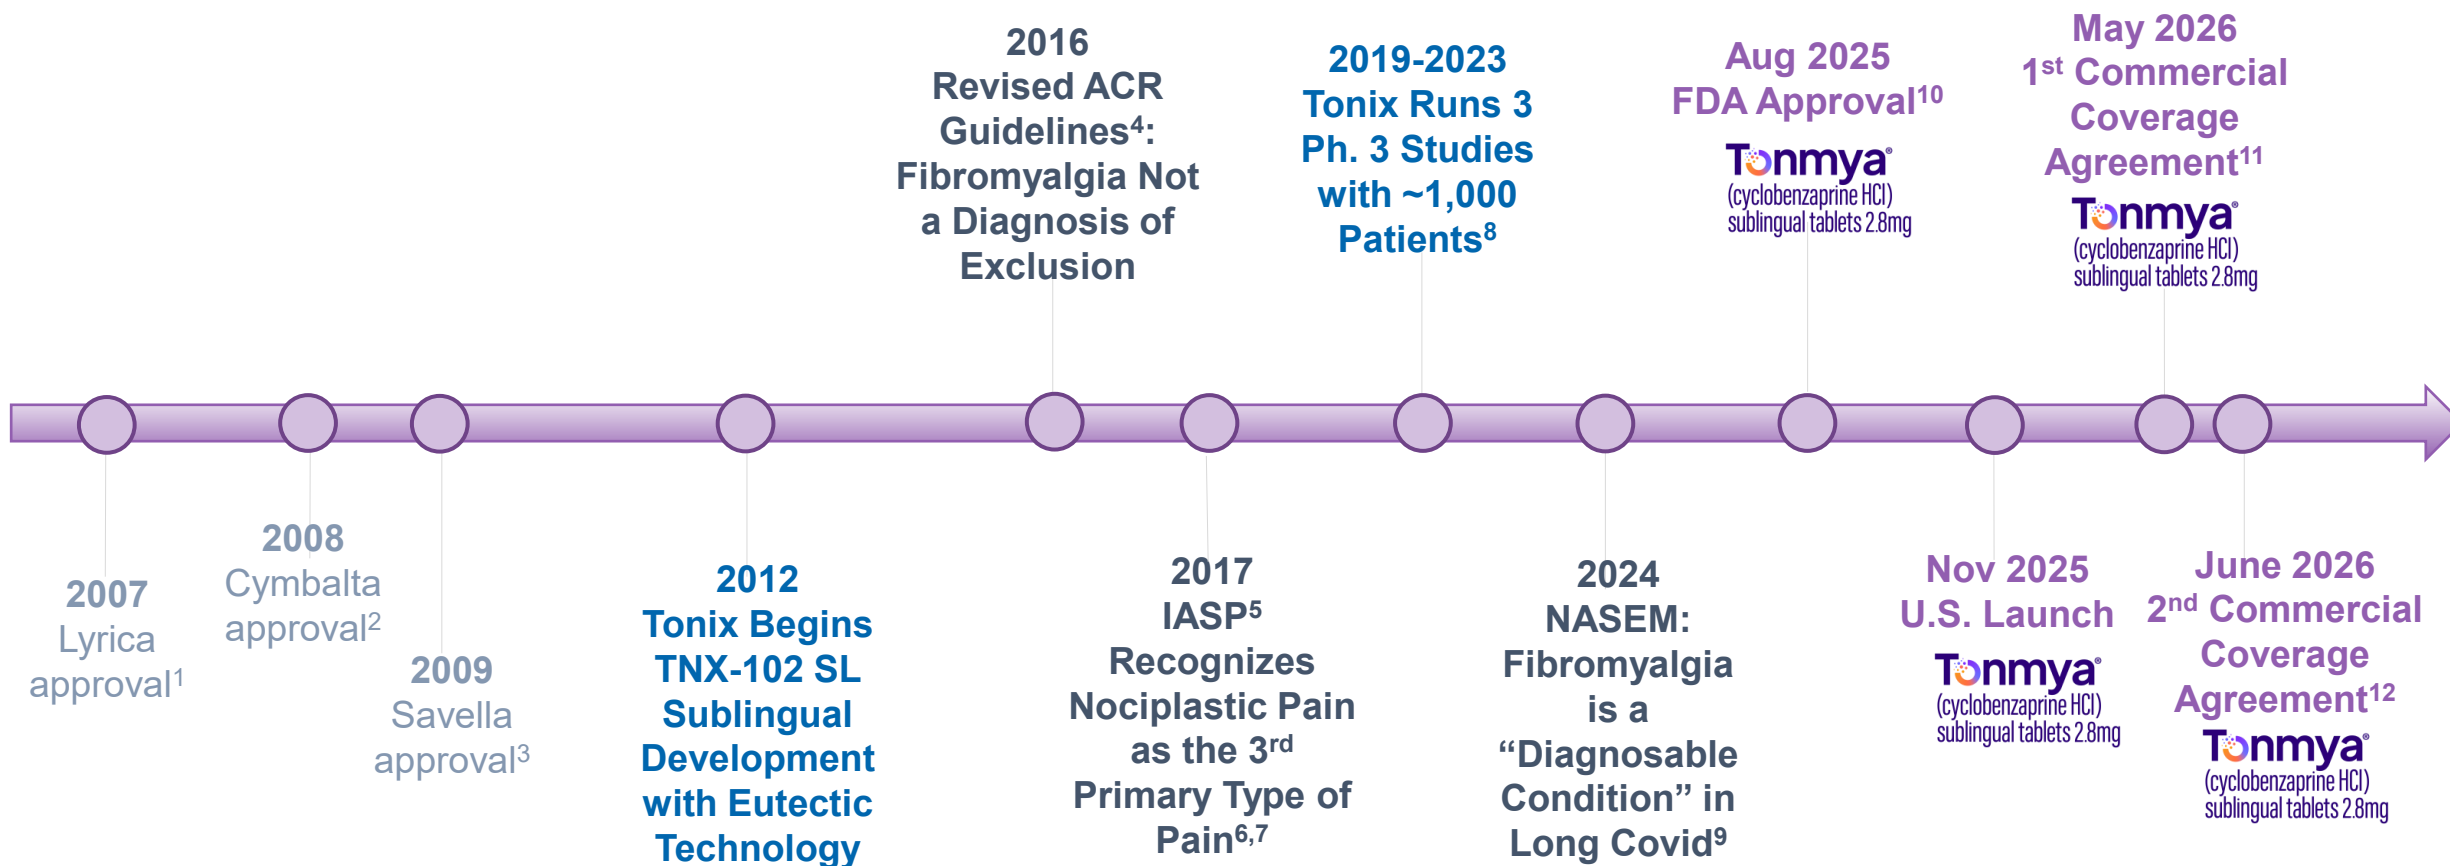 2007
Lyrica
approval1
2008
Cymbalta
approval2
2009
Savella
approval3
2012
Tonix Begins
TNX-102 SL
Sublingual
Development
with Eutectic
Technology
2016
Revised ACR
Guidelines4:
Fibromyalgia Not
a Diagnosis of
Exclusion
2017
IASP5
Recognizes
Nociplastic Pain
as the 3rd
Primary Type of
Pain6,7
2019-2023
Tonix Runs 3
Ph. 3 Studies
with ~1,000
Patients8
2024
NASEM:
Fibromyalgia
is a
“Diagnosable
Condition” in
Long Covid9
Aug 2025
FDA Approval10
Tonmya®
(cyclobenzaprine HCl)
sublingual tablets 2.8mg
Nov 2025
U.S. Launch
Tonmya®
(cyclobenzaprine HCl)
sublingual tablets 2.8mg
May 2026
1st Commercial
Coverage
Agreement11
Tonmya®
(cyclobenzaprine HCl)
sublingual tablets 2.8mg
June 2026
2nd Commercial
Coverage
Agreement12
Tonmya®
(cyclobenzaprine HCl)
sublingual tablets 2.8mg